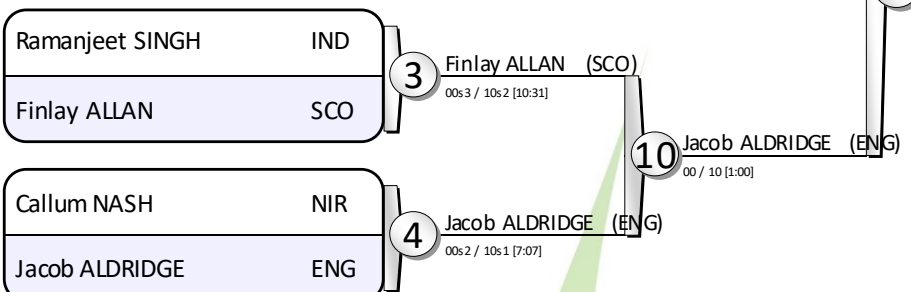 Ramanjeet SINGH IND
Finlay ALLAN SCO
3
Finlay ALLAN (SCO)
00s3 / 10s2 [10:31]
Callum NASH NIR
Jacob ALDRIDGE ENG
4
Jacob ALDRIDGE (ENG)
00s2 / 10s1 [7:07]
10
Jacob ALDRIDGE (ENG)
00 / 10 [1:00]